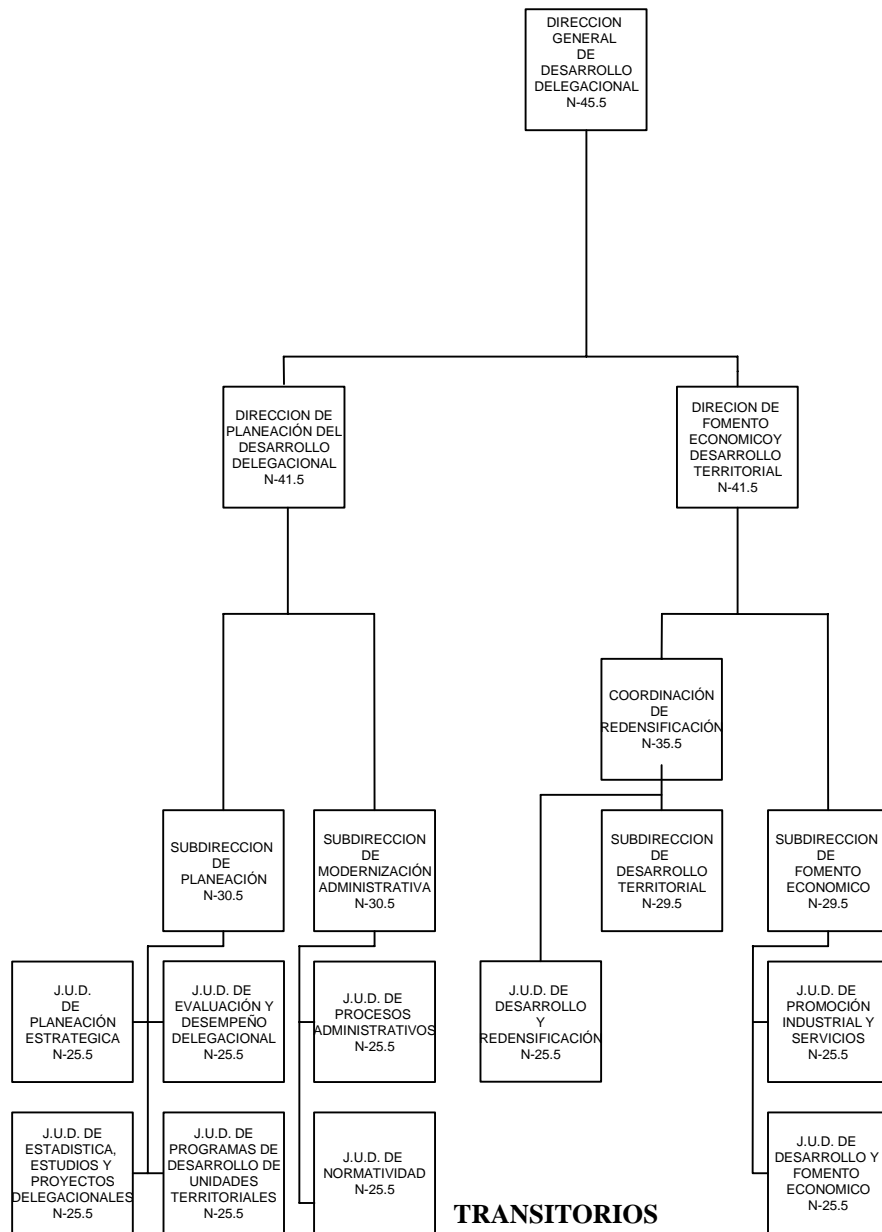 DIRECCION
GENERAL
DE
DESARROLLO
DELEGACIONAL
N-45.5
DIRECCION DE
PLANEACIÓN DEL
DESARROLLO
DELEGACIONAL
N-41.5
DIRECION DE
FOMENTO
ECONOMICOY
DESARROLLO
TERRITORIAL
N-41.5
COORDINACIÓN
DE
REDENSIFICACIÓN
N-35.5
SUBDIRECCION
DE
PLANEACIÓN
N-30.5
SUBDIRECCION
DE
MODERNIZACIÓN
ADMINISTRATIVA
N-30.5
SUBDIRECCION
DE
DESARROLLO
TERRITORIAL
N-29.5
SUBDIRECCION
DE
FOMENTO
ECONOMICO
N-29.5
J.U.D.
DE
PLANEACIÓN
ESTRATEGICA
N-25.5
J.U.D. DE
EVALUACIÓN Y
DESEMPEÑO
DELEGACIONAL
N-25.5
J.U.D. DE
PROCESOS
ADMINISTRATIVOS
N-25.5
J.U.D. DE
DESARROLLO
Y
REDENSIFICACIÓN
N-25.5
J.U.D. DE
PROMOCIÓN
INDUSTRIAL Y
SERVICIOS
N-25.5
J.U.D. DE
ESTADISTICA,
ESTUDIOS Y
PROYECTOS
DELEGACIONALES
N-25.5
J.U.D. DE
PROGRAMAS DE
DESARROLLO DE
UNIDADES
TERRITORIALES
N-25.5
J.U.D. DE
NORMATIVIDAD
N-25.5
J.U.D. DE
DESARROLLO Y
FOMENTO
ECONOMICO
N-25.5
TRANSITORIOS